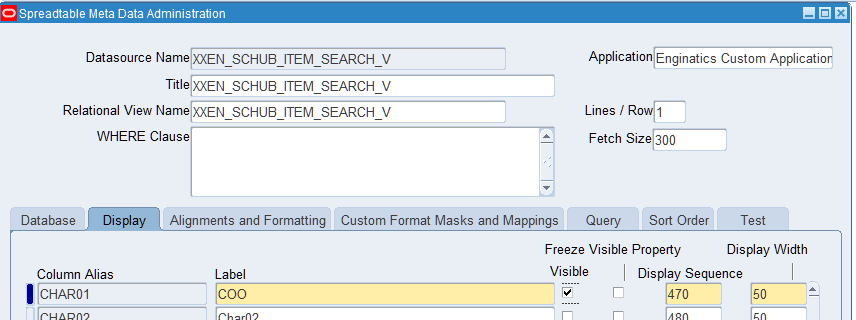 Spreadtable Meta Data Administration
Datasource Name XXEN_SCHUB_ITEM_SEARCH_V Application Enginatics Custom Application
Title XXEN_SCHUB_ITEM_SEARCH_V
Relational View Name XXEN_SCHUB_ITEM_SEARCH_V Lines / Row 1
WHERE Clause Fetch Size 300
Database Display Alignments and Formatting Custom Format Masks and Mappings Query Sort Order Test
Freeze Visible Property Display Width
Column Alias Label Visible Display Sequence
CHAR01 COO 470 50
CHAR02 Char02 480 50